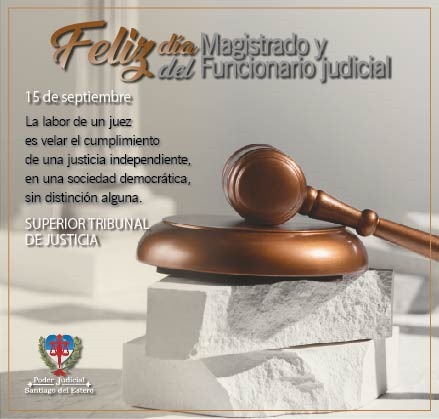 Feliz día del Magistrado y
Funcionario judicial
15 de septiembre
La labor de un juez
es velar el cumplimiento
de una justicia independiente,
en una sociedad democrática,
sin distinción alguna.
SUPERIOR TRIBUNAL
DE JUSTICIA
Poder Judicial
Santiago del Estero